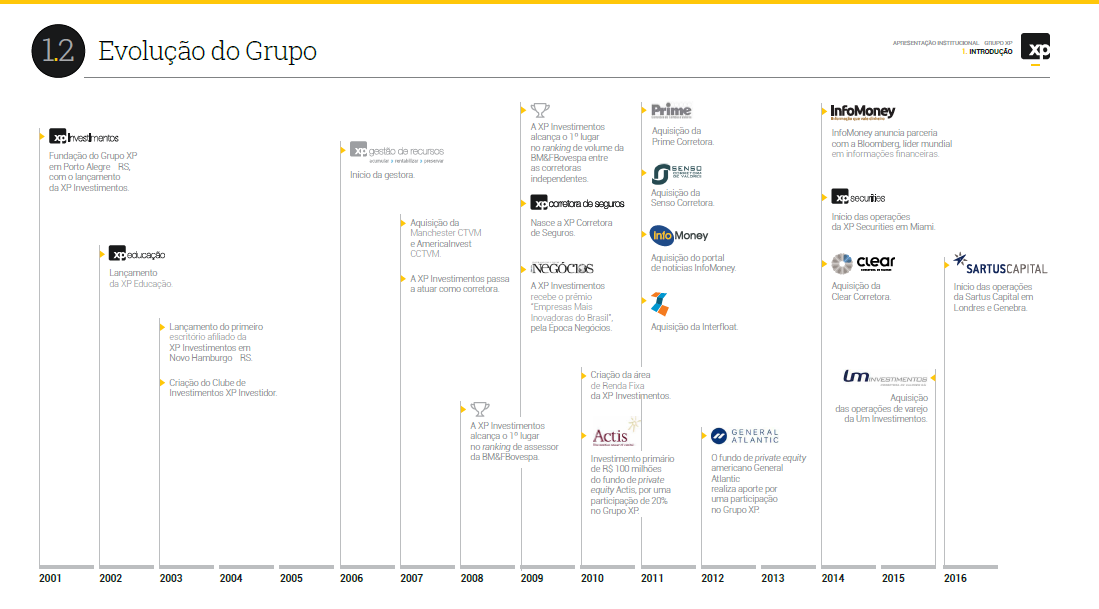 1.2
Evolução do Grupo
APRESENTAÇÃO INSTITUCIONAL GRUPO XP
1. INTRODUÇÃO
xp
xp investimentos
Fundação do Grupo XP
em Porto Alegre RS,
com o lançamento
da XP Investimentos.
xp educação
Lançamento
da XP Educação.
Lançamento do primeiro
escritório afiliado da
XP Investimentos em
Novo Hamburgo RS.
Criação do Clube de
Investimentos XP Investidor.
xp gestão de recursos
acumular e rentabilizar e preservar
Início da gestora.
Aquisição da
Manchester CTVM
e AmericaInvest
CCTVM.
A XP Investimentos passa
a atuar como corretora.
A XP Investimentos
alcança o 1º lugar
no ranking de assessor
da BM&FBovespa.
A XP Investimentos
alcança o 1º lugar
no ranking de volume da
BM&FBovespa entre
as corretoras
independentes.
xp corretora de seguros
Nasce a XP Corretora
de Seguros.
NEGÓCIOS
A XP Investimentos
recebe o prêmio
"Empresas Mais
Inovadoras do Brasil",
pela Época Negócios.
Criação da área
de Renda Fixa
da XP Investimentos.
Actis
Investimento primário
de R$ 100 milhões
do fundo de private
equity Actis, por uma
participação de 20%
no Grupo XP.
Prime
Aquisição da
Prime Corretora.
SENSO
CORRETORA
DE VALORES
Aquisição da
Senso Corretora.
InfoMoney
Aquisição do portal
de notícias InfoMoney.
Aquisição da Interfloat.
GENERAL
ATLANTIC
O fundo de private equity
americano General
Atlantic
realiza aporte por
uma participação
no Grupo XP.
InfoMoney
Informação que vale dinheiro
InfoMoney anuncia parceria
com a Bloomberg, líder mundial
em informações financeiras.
xp securities
Início das operações
da XP Securities em Miami.
clear
Aquisição da
Clear Corretora.
um INVESTIMENTOS
Aquisição
das operações de varejo
da Um Investimentos.
SARTUS CAPITAL
Início das operações
da Sartus Capital em
Londres e Genebra.
2001 2002 2003 2004 2005 2006 2007 2008 2009 2010 2011 2012 2013 2014 2015 2016